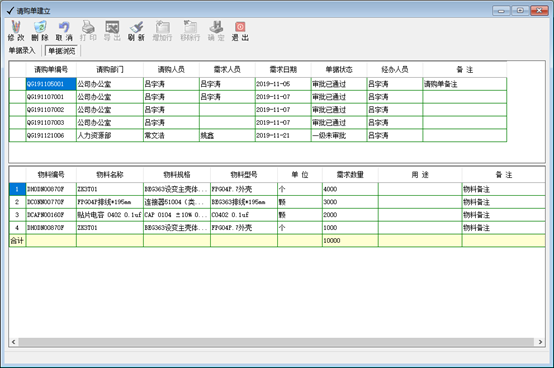 请购单建立
修改 删除 取消 打印 导出 刷新 增加行 移除行 确定 退出
单据录入 单据浏览
请购单编号 请购部门 请购人员 需求人员 需求日期 单据状态 经办人员 备 注
QG191105001 公司办公室 吕宇涛 吕宇涛 2019-11-05 审批已通过 吕宇涛 请购单备注
QG191107001 公司办公室 吕宇涛 吕宇涛 2019-11-07 审批已通过 吕宇涛
QG191107002 公司办公室 吕宇涛 2019-11-07 审批已通过 吕宇涛
QG191107003 公司办公室 吕宇涛 2019-11-07 审批已通过 吕宇涛
QG191121006 人力资源部 常文浩 姚鑫 2019-11-21 一级未审批 吕宇涛
物料编号 物料名称 物料规格 物料型号 单 位 需求数量 用 途 备 注
1 DHODN00870F ZK3T01 BEG363设变主壳体... FPG04F.7外壳 个 4000 物料备注
2 DCONN00770F FPG04F排线*195mm 连接器51004（类... BEG363排线*195mm 颗 3000 物料备注
3 DCAPN00160F 贴片电容 0402 0.1uf CAP 0104 ±10% 0... C0402 0.1uf 颗 2000 物料备注
4 DHODN00870F ZK3T01 BEG363设变主壳体... FPG04F.7外壳 个 1000 物料备注
合计 10000